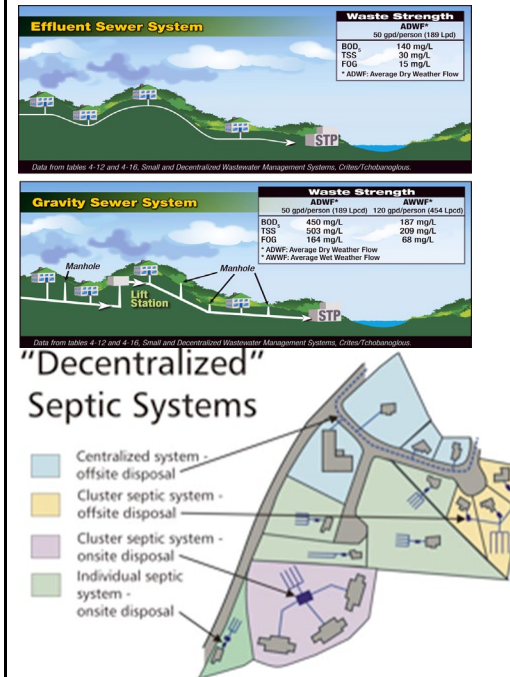 Effluent Sewer System
Waste Strength
ADWF*
50 gpd/person (189 Lpd)
BOD5 140 mg/L
TSS 30 mg/L
FOG 15 mg/L
* ADWF: Average Dry Weather Flow
STP
Data from tables 4-12 and 4-16, Small and Decentralized Wastewater Management Systems, Crites/Tchobanoglous.
Gravity Sewer System
Waste Strength
ADWF* AWWF*
50 gpd/person (189 Lpcd) 120 gpd/person (454 Lpcd)
BOD5 450 mg/L 187 mg/L
TSS 503 mg/L 209 mg/L
FOG 164 mg/L 68 mg/L
* ADWF: Average Dry Weather Flow
* AWWF: Average Wet Weather Flow
Manhole
Manhole
Lift
Station
STP
Data from tables 4-12 and 4-16, Small and Decentralized Wastewater Management Systems, Crites/Tchobanoglous.
"Decentralized"
Septic Systems
Centralized system -
offsite disposal
Cluster septic system -
offsite disposal
Cluster septic system -
onsite disposal
Individual septic
system -
onsite disposal